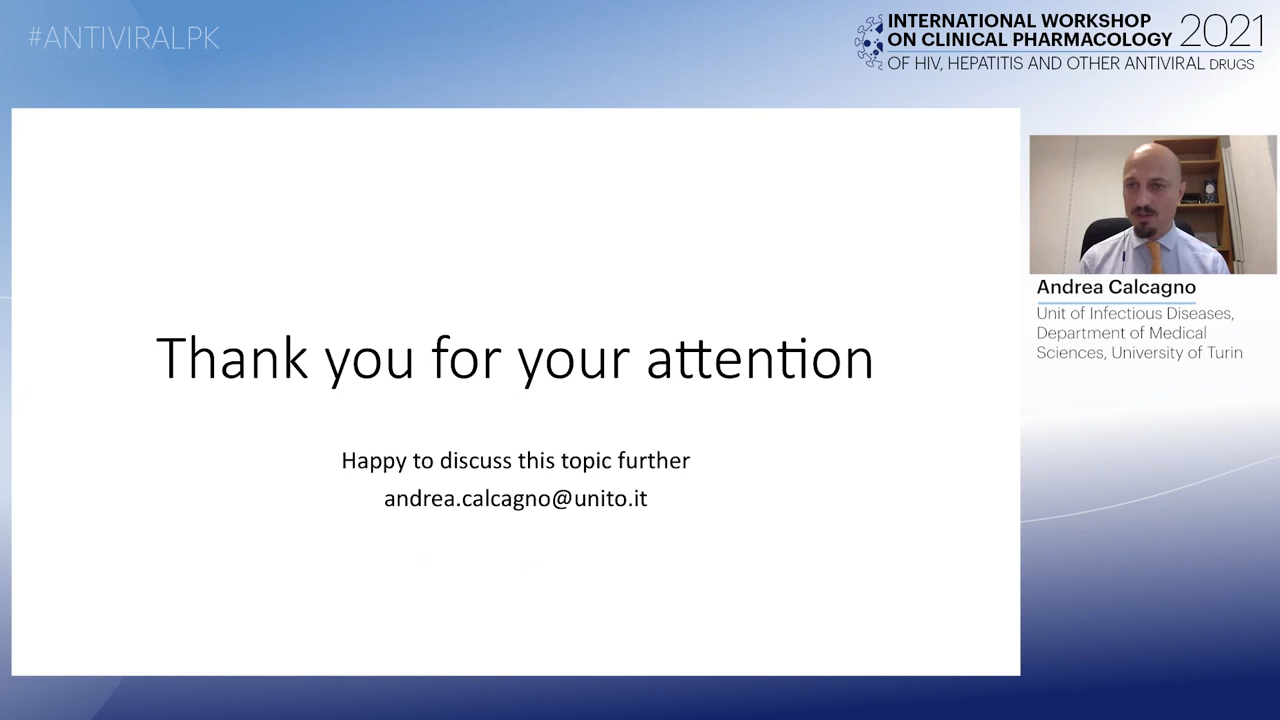 #ANTIVIRALPK
INTERNATIONAL WORKSHOP
ON CLINICAL PHARMACOLOGY 2021
OF HIV, HEPATITIS AND OTHER ANTIVIRAL DRUGS
Thank you for your attention
Happy to discuss this topic further
andrea.calcagno@unito.it
Andrea Calcagno
Unit of Infectious Diseases,
Department of Medical
Sciences, University of Turin